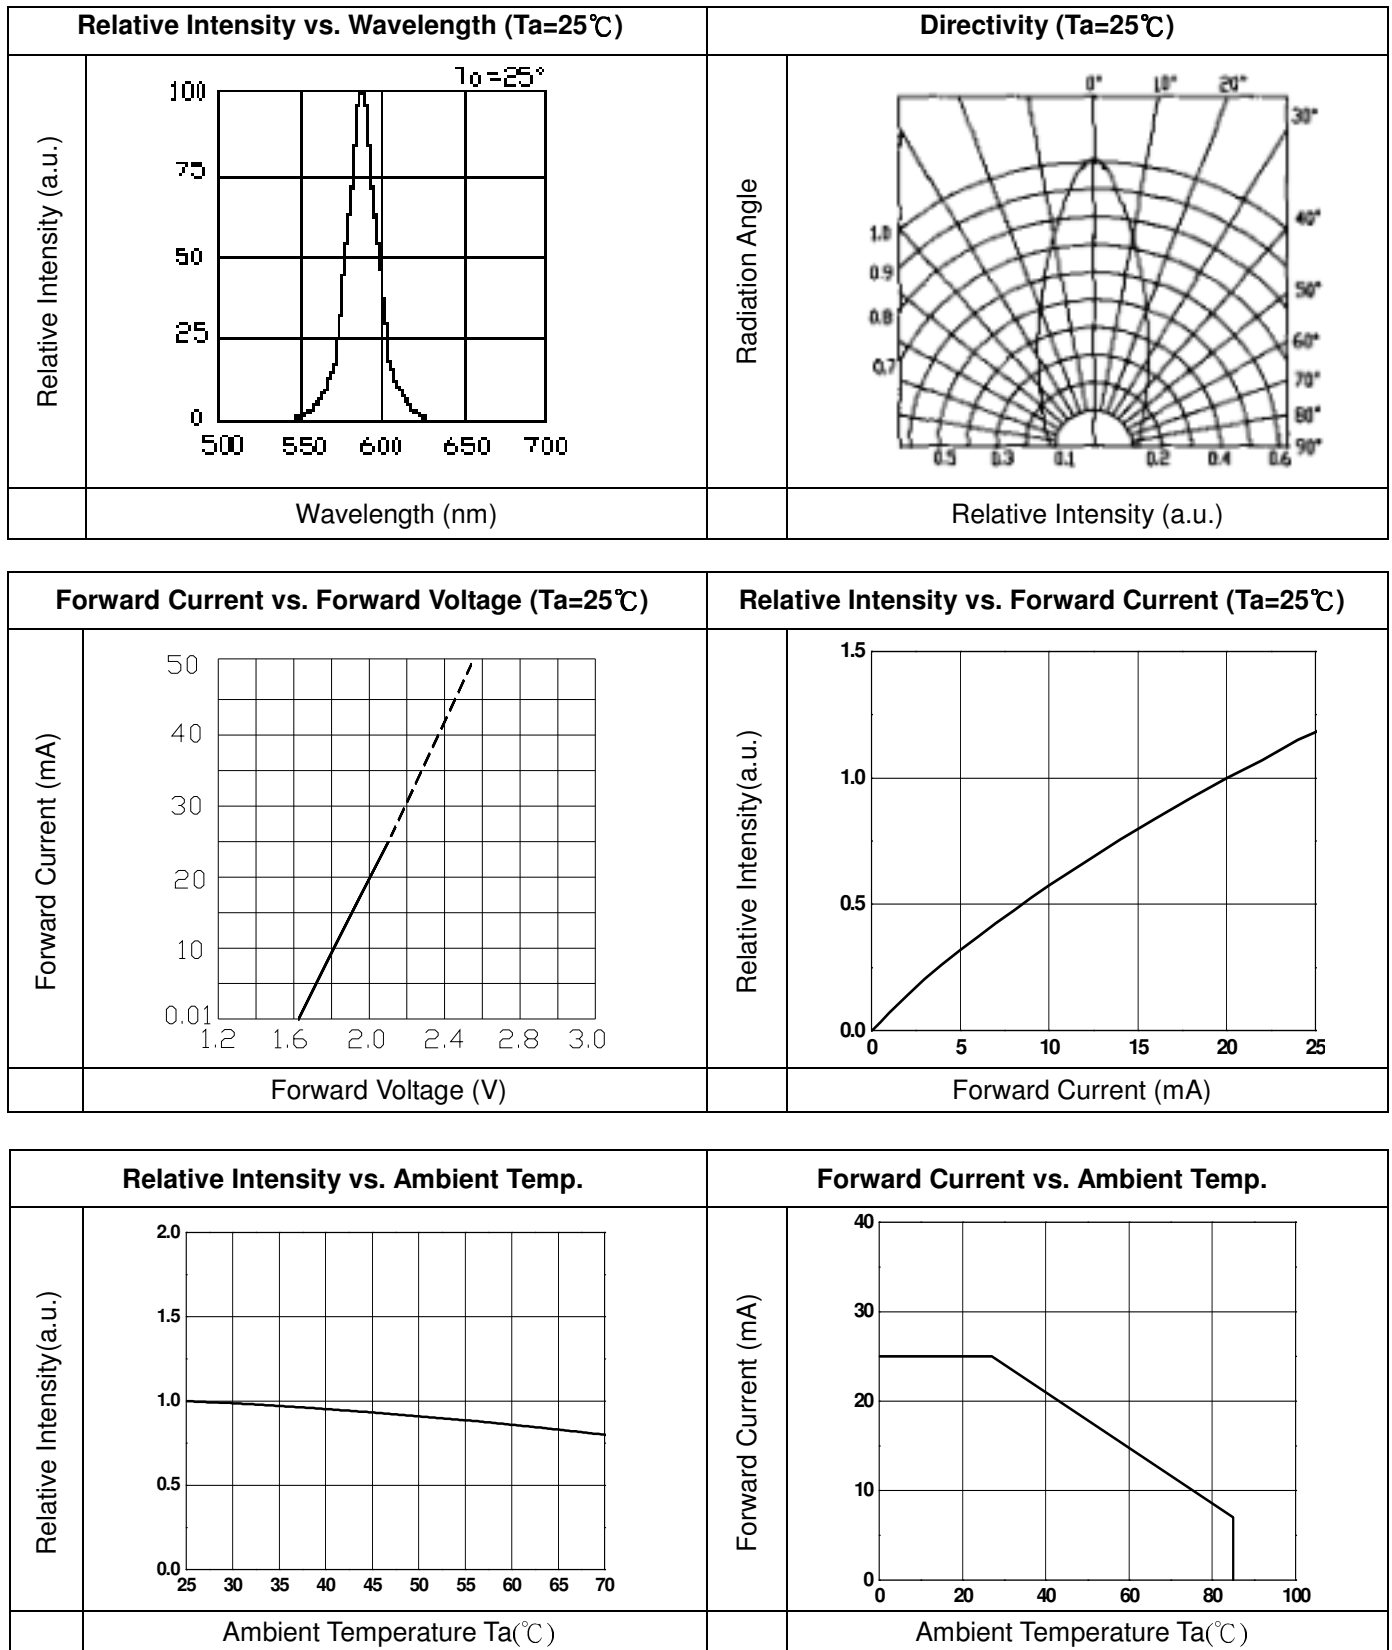 Relative Intensity vs. Wavelength (Ta=25℃)
Directivity (Ta=25℃)
Relative Intensity (a.u.)
Ta=25°
100
75
50
25
0
500 550 600 650 700
Wavelength (nm)
Radiation Angle
0° 10° 20°
30°
40°
50°
60°
70°
80°
90°
1.0
0.9
0.8
0.7
0.5 0.3 0.1 0.2 0.4 0.6
Relative Intensity (a.u.)
Forward Current vs. Forward Voltage (Ta=25℃)
Relative Intensity vs. Forward Current (Ta=25℃)
Forward Current (mA)
50
40
30
20
10
0.01
1.2 1.6 2.0 2.4 2.8 3.0
Forward Voltage (V)
Relative Intensity(a.u.)
1.5
1.0
0.5
0.0
0 5 10 15 20 25
Forward Current (mA)
Relative Intensity vs. Ambient Temp.
Forward Current vs. Ambient Temp.
Relative Intensity(a.u.)
2.0
1.5
1.0
0.5
0.0
25 30 35 40 45 50 55 60 65 70
Ambient Temperature Ta(℃)
Forward Current (mA)
40
30
20
10
0
0 20 40 60 80 100
Ambient Temperature Ta(℃)